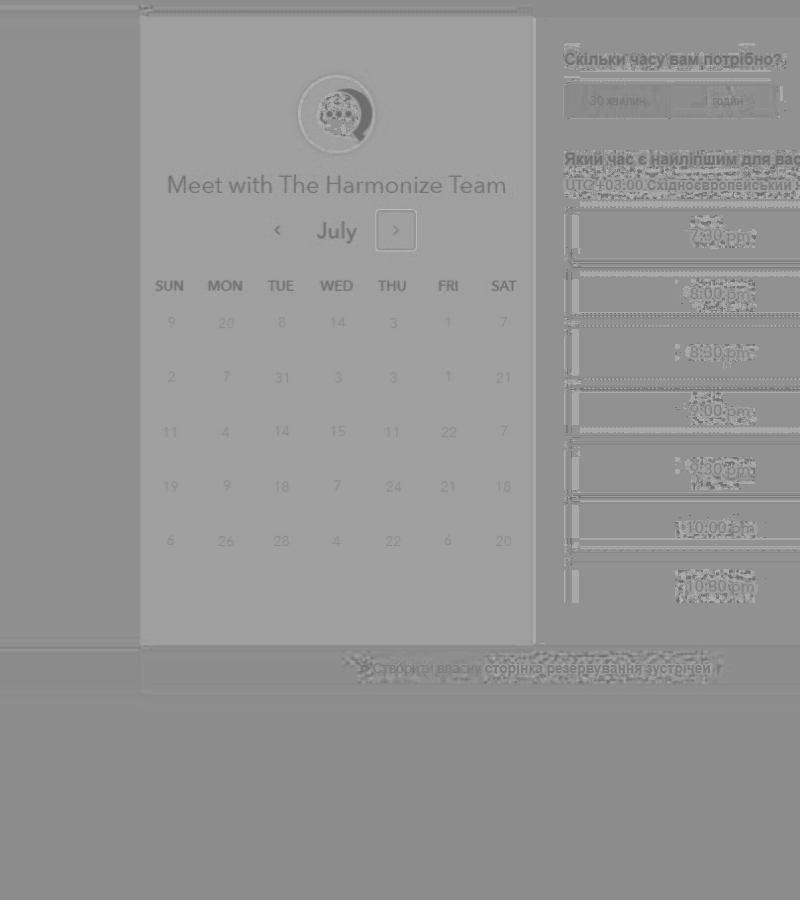 Meet with The Harmonize Team
July
SUN MON TUE WED THU FRI SAT
9 20 8 14 3 1 7
2 7 31 3 3 1 21
11 4 14 15 11 22 7
19 9 18 7 24 21 18
6 26 28 4 22 6 20
Скільки часу вам потрібно?
30 хвилин 1 годин
Який час є найліпшим для вас
UTC +03:00 Східноєвропейський
7:30 pm
8:00 pm
8:30 pm
9:00 pm
9:30 pm
10:00 pm
10:30 pm
Створити власну сторінка резервування зустрічей